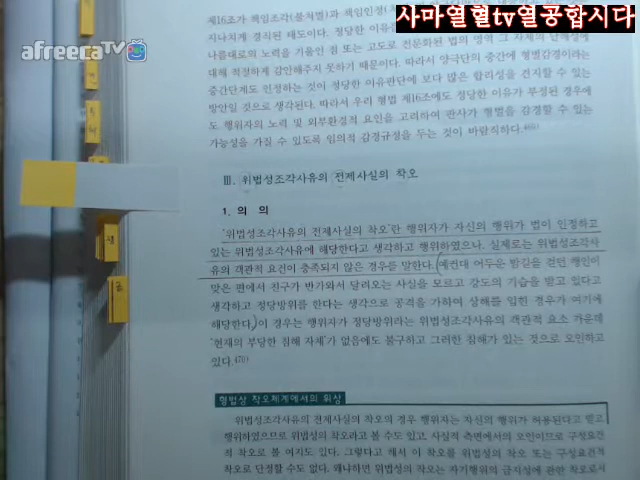 사마열협tv열공합시다
afreecaTV
제16조가 책임조각(불처벌)과 책임인정(
지나치게 경직된 태도이다. 정당한 이유
나름대로의 노력을 기울인 점 또는 고도로 전문화된 법의 영역 그 자체의 난해성에
대해 적절하게 감안해주지 못하기 때문이다. 따라서 양극단의 중간에 형벌감경이라는
중간단계도 인정하는 것이 정당한 이유판단에 보다 많은 합리성을 견지할 수 있는
방안일 것으로 생각된다. 따라서 우리 형법 제16조에도 정당한 이유가 부정된 경우에
도 행위자의 노력 및 외부환경적 요인을 고려하여 판사가 형벌을 감경할 수 있는
가능성을 가질 수 있도록 임의적 감경규정을 두는 것이 바람직하다.
Ⅲ. 위법성조각사유의 전제사실의 착오
1. 의 의
'위법성조각사유의 전제사실의 착오'란 행위자가 자신의 행위가 법이 인정하고
있는 위법성조각사유에 해당한다고 생각하고 행위하였으나, 실제로는 위법성조각사
유의 객관적 요건이 충족되지 않은 경우를 말한다.(예컨대 어두운 밤길을 걷던 행인이
맞은 편에서 친구가 반가와서 달려오는 사실을 모르고 강도의 기습을 받고 있다고
생각하고 정당방위를 한다는 생각으로 공격을 가하여 상해를 입힌 경우가 여기에
해당한다.)이 경우는 행위자가 정당방위라는 위법성조각사유의 객관적 요소 가운데
'현재의 부당한 침해 자체'가 없음에도 불구하고 그러한 침해가 있는 것으로 오인하고
있다.
형법상 착오체계에서의 위상
위법성조각사유의 전제사실의 착오의 경우 행위자는 자신의 행위가 허용된다고 믿고
행위하였으므로 위법성의 착오라고 볼 수도 있고, 사실적 측면에서의 오인이므로 구성요건
적 착오로 볼 여지도 있다. 그렇다고 해서 이 착오를 위법성의 착오 또는 구성요건적
착오로 단정할 수도 없다. 왜냐하면 위법성의 착오는 자기행위의 금지성에 관한 착오로서